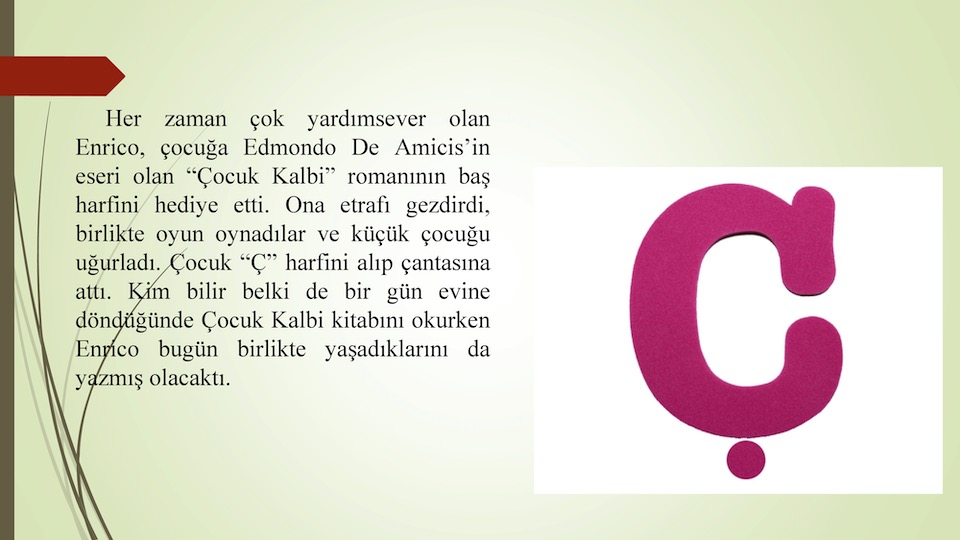 Her zaman çok yardımsever olan
Enrico, çocuğa Edmondo De Amicis’in
eseri olan “Çocuk Kalbi” romanının baş
harfini hediye etti. Ona etrafı gezdirdi,
birlikte oyun oynadılar ve küçük çocuğu
uğurladı. Çocuk “Ç” harfini alıp çantasına
attı. Kim bilir belki de bir gün evine
döndüğünde Çocuk Kalbi kitabını okurken
Enrico bugün birlikte yaşadıklarını da
yazmış olacaktı.
Ç